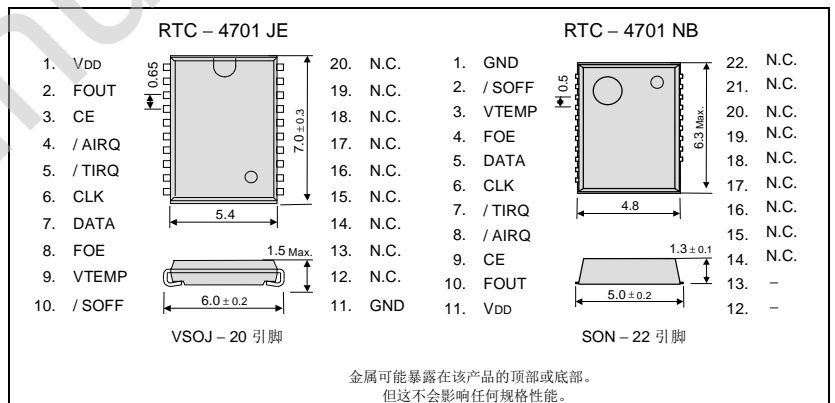 RTC – 4701 JE
1. VDD
2. FOUT
3. CE
4. / AIRQ
5. / TIRQ
6. CLK
7. DATA
8. FOE
9. VTEMP
10. / SOFF
0.65
7.0 ± 0.3
5.4
1.5 Max.
6.0 ± 0.2
20. N.C.
19. N.C.
18. N.C.
17. N.C.
16. N.C.
15. N.C.
14. N.C.
13. N.C.
12. N.C.
11. GND
VSOJ – 20 引脚
RTC – 4701 NB
1. GND
2. / SOFF
3. VTEMP
4. FOE
5. DATA
6. CLK
7. / TIRQ
8. / AIRQ
9. CE
10. FOUT
11. VDD
0.5
6.3 Max.
4.8
1.3 ± 0.1
5.0 ± 0.2
22. N.C.
21. N.C.
20. N.C.
19. N.C.
18. N.C.
17. N.C.
16. N.C.
15. N.C.
14. N.C.
13. –
12. –
SON – 22 引脚
金属可能暴露在该产品的顶部或底部。
但这不会影响任何规格性能。